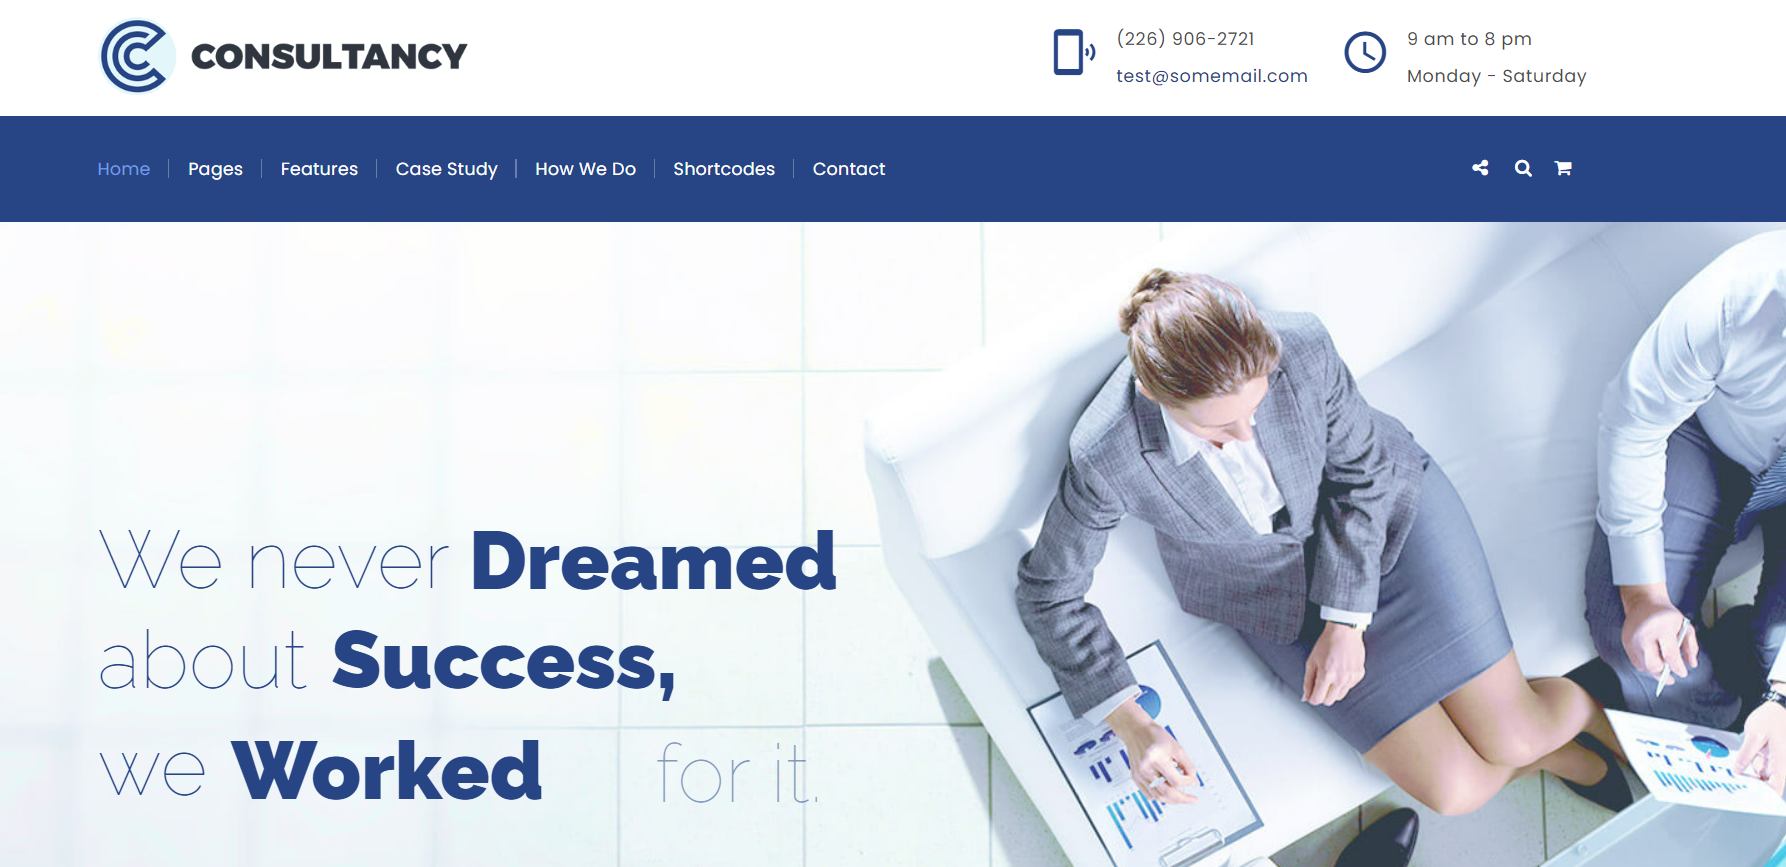 CONSULTANCY
(226) 906-2721
test@somemail.com
9 am to 8 pm
Monday - Saturday
Home
Pages
Features
Case Study
How We Do
Shortcodes
Contact
We never Dreamed
about Success,
we Worked for it.